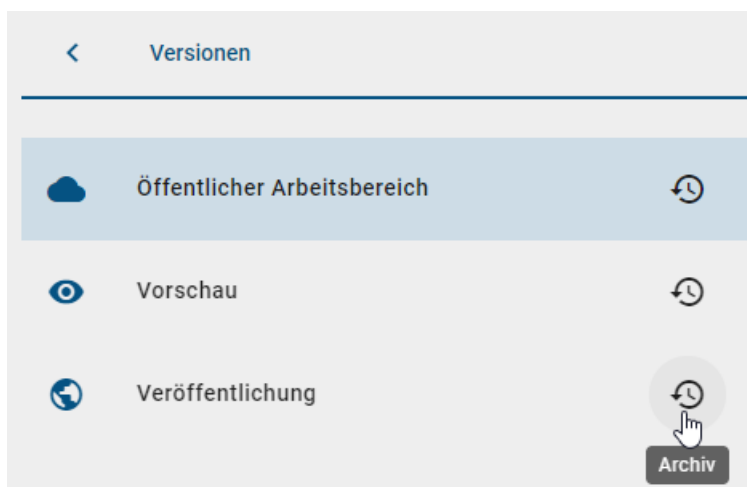 Versionen
Öffentlicher Arbeitsbereich
Vorschau
Veröffentlichung
Archiv